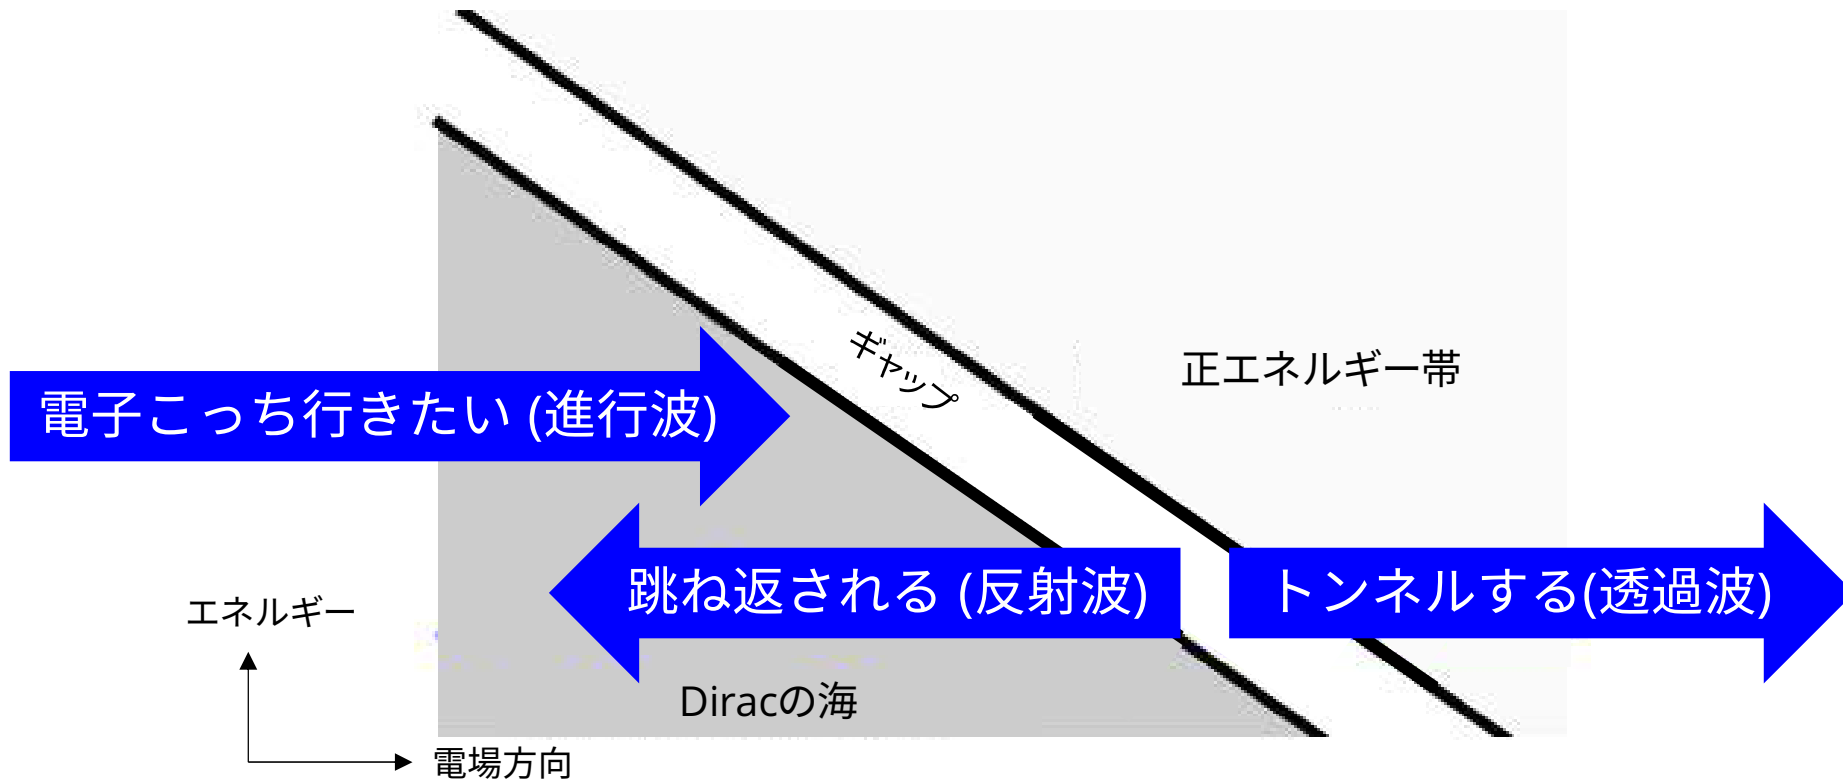 ギャップ
正エネルギー帯
電子こっち行きたい (進行波)
跳ね返される (反射波)
トンネルする(透過波)
エネルギー
Diracの海
電場方向